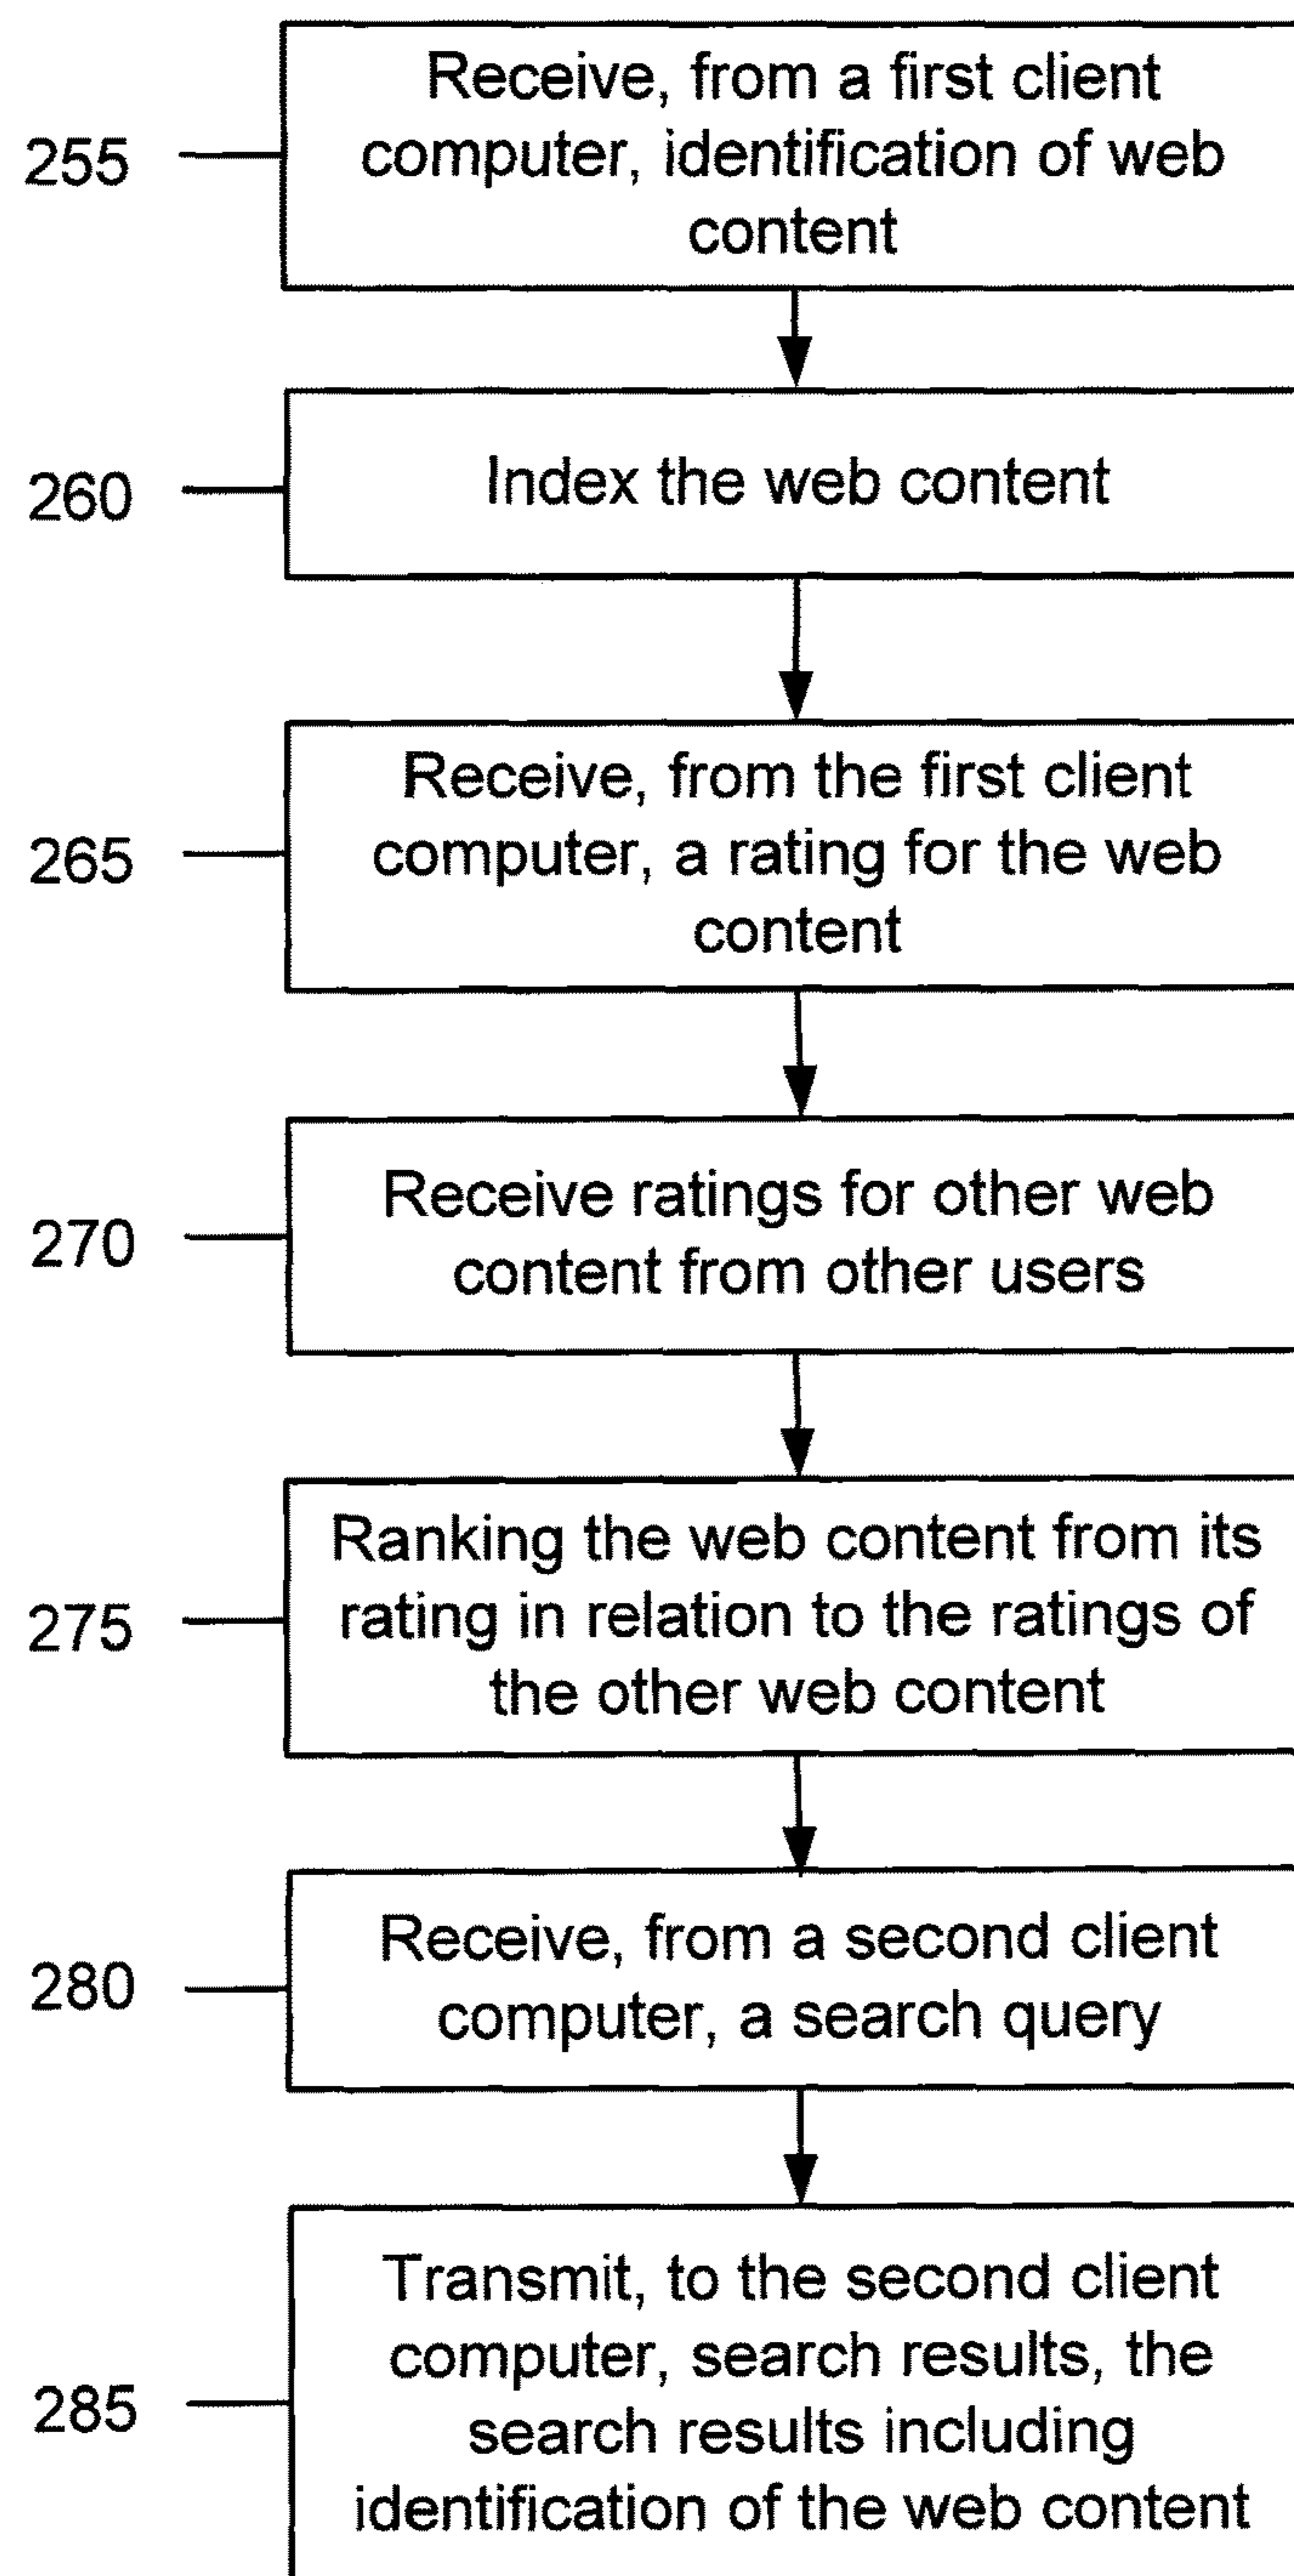 255
Receive, from a first client
computer, identification of web
content
260
Index the web content
265
Receive, from the first client
computer, a rating for the web
content
270
Receive ratings for other web
content from other users
275
Ranking the web content from its
rating in relation to the ratings of
the other web content
280
Receive, from a second client
computer, a search query
285
Transmit, to the second client
computer, search results, the
search results including
identification of the web content